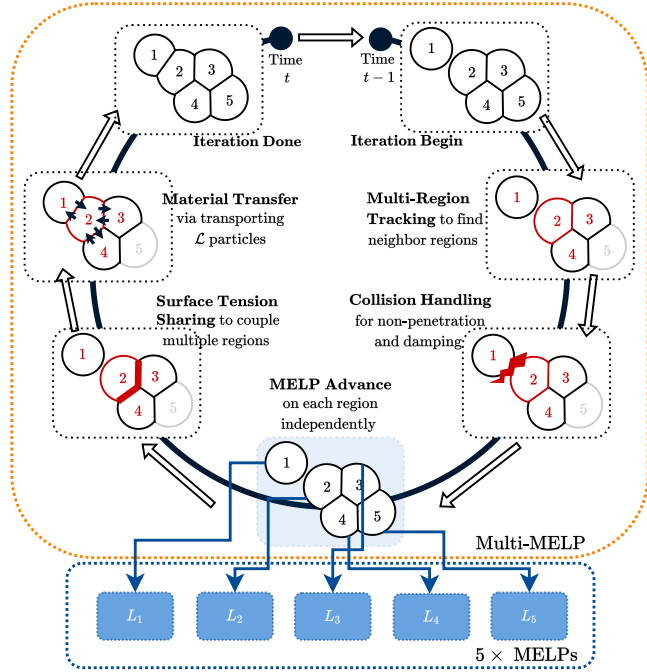 1
2
3
4
5
Time
t
Iteration Done
Time
t − 1
1
2
3
4
5
Iteration Begin
1
2
3
4
5
Material Transfer
via transporting
ℒ particles
Multi-Region
Tracking to find
neighbor regions
1
2
3
4
5
1
2
3
4
5
Surface Tension
Sharing to couple
multiple regions
Collision Handling
for non-penetration
and damping
1
2
3
4
5
MELP Advance
on each region
independently
1
2
3
4
5
Multi-MELP
L₁
L₂
L₃
L₄
L₅
5 × MELPs